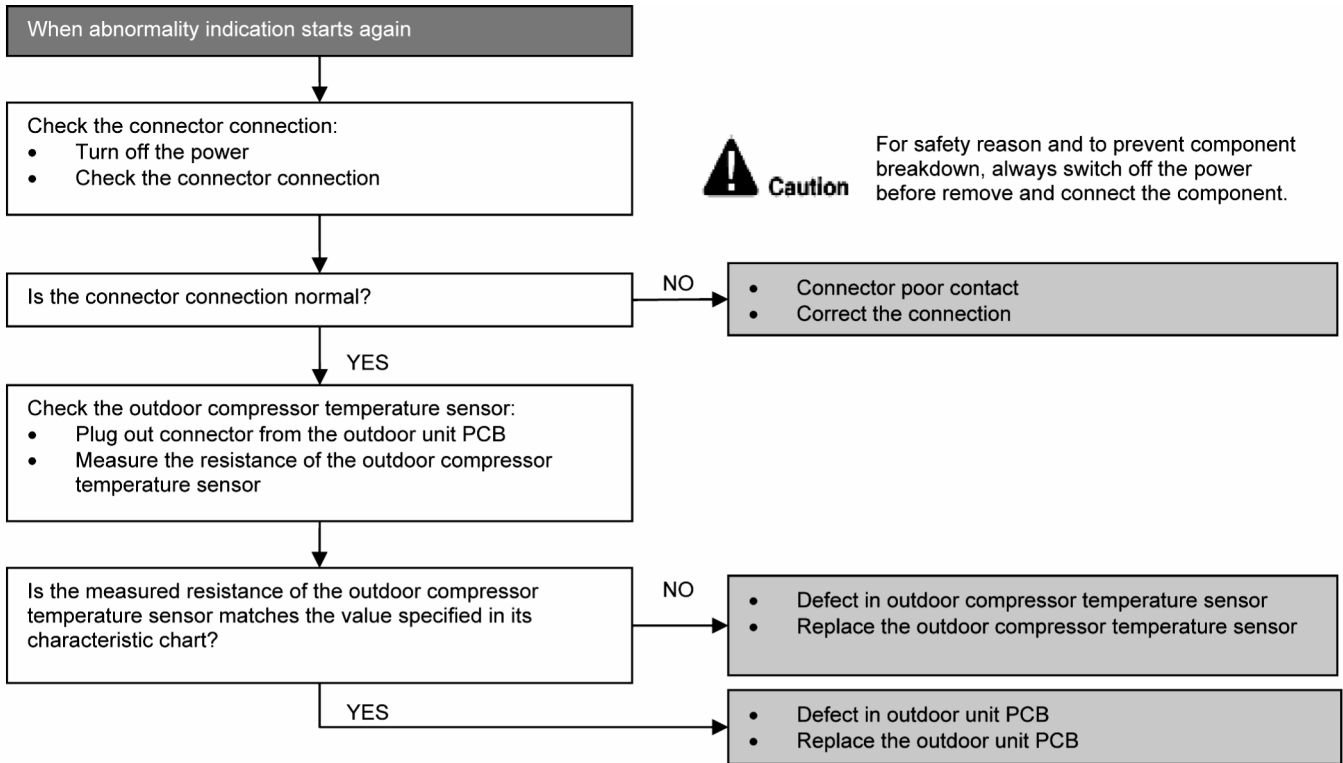 When abnormality indication starts again
Check the connector connection:
• Turn off the power
• Check the connector connection
Caution
For safety reason and to prevent component
breakdown, always switch off the power
before remove and connect the component.
Is the connector connection normal?
NO
• Connector poor contact
• Correct the connection
YES
Check the outdoor compressor temperature sensor:
• Plug out connector from the outdoor unit PCB
• Measure the resistance of the outdoor compressor
temperature sensor
Is the measured resistance of the outdoor compressor
temperature sensor matches the value specified in its
characteristic chart?
NO
• Defect in outdoor compressor temperature sensor
• Replace the outdoor compressor temperature sensor
YES
• Defect in outdoor unit PCB
• Replace the outdoor unit PCB